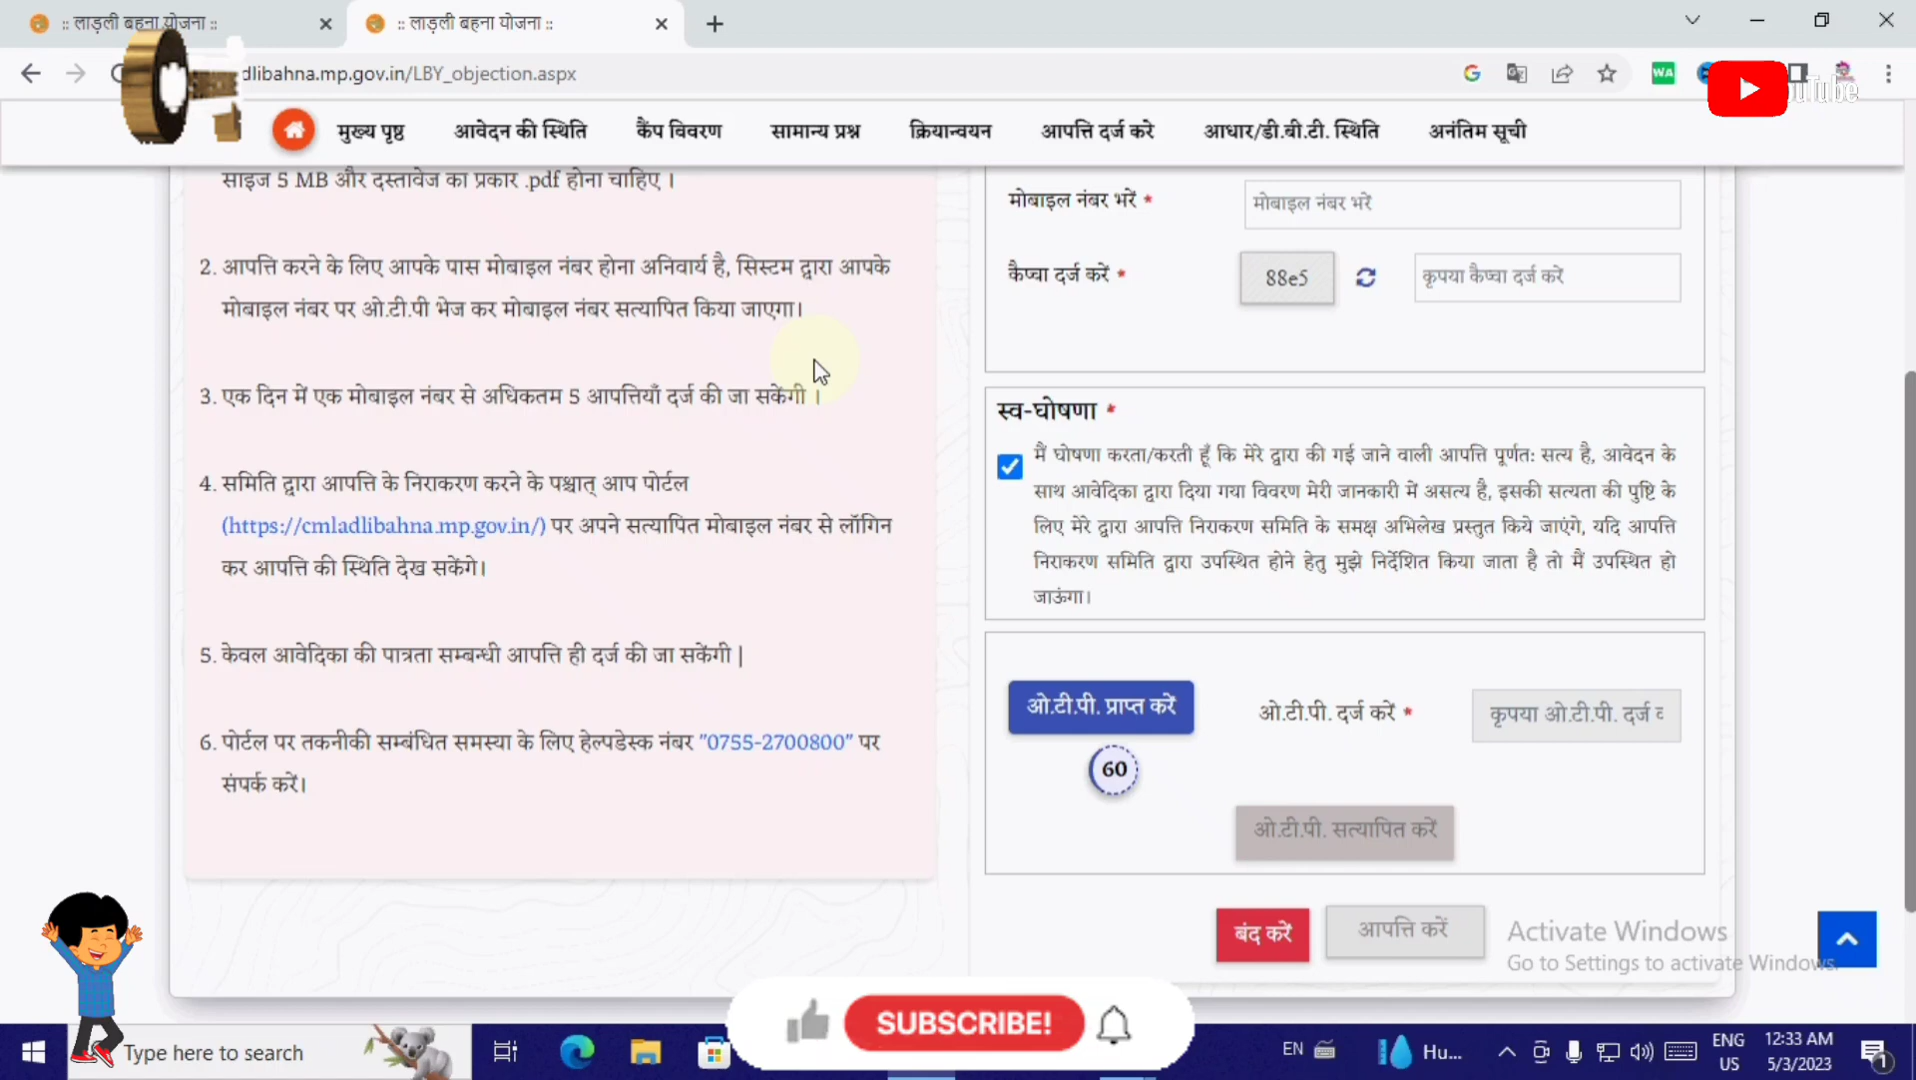 :: लाड़ली बहना योजना ::
:: लाड़ली बहना योजना ::
dlibahna.mp.gov.in/LBY_objection.aspx
WA
मुख्य पृष्ठ
आवेदन की स्थिति
कैंप विवरण
सामान्य प्रश्न
क्रियान्वयन
आपत्ति दर्ज करे
आधार/डी.बी.टी. स्थिति
अनंतिम सूची
साइज 5 MB और दस्तावेज का प्रकार .pdf होना चाहिए ।
2. आपत्ति करने के लिए आपके पास मोबाइल नंबर होना अनिवार्य है, सिस्टम द्वारा आपके
मोबाइल नंबर पर ओ.टी.पी भेज कर मोबाइल नंबर सत्यापित किया जाएगा।
3. एक दिन में एक मोबाइल नंबर से अधिकतम 5 आपत्तियाँ दर्ज की जा सकेंगी ।
4. समिति द्वारा आपत्ति के निराकरण करने के पश्चात् आप पोर्टल
(https://cmladlibahna.mp.gov.in/) पर अपने सत्यापित मोबाइल नंबर से लॉगिन
कर आपत्ति की स्थिति देख सकेंगे।
5. केवल आवेदिका की पात्रता सम्बन्धी आपत्ति ही दर्ज की जा सकेंगी |
6. पोर्टल पर तकनीकी सम्बंधित समस्या के लिए हेल्पडेस्क नंबर "0755-2700800" पर
संपर्क करें।
मोबाइल नंबर भरें *
मोबाइल नंबर भरें
कैप्चा दर्ज करें *
88e5
कृपया कैप्चा दर्ज करें
स्व-घोषणा *
मैं घोषणा करता/करती हूँ कि मेरे द्वारा की गई जाने वाली आपत्ति पूर्णत: सत्य है, आवेदन के
साथ आवेदिका द्वारा दिया गया विवरण मेरी जानकारी में असत्य है, इसकी सत्यता की पुष्टि के
लिए मेरे द्वारा आपत्ति निराकरण समिति के समक्ष अभिलेख प्रस्तुत किये जाएंगे, यदि आपत्ति
निराकरण समिति द्वारा उपस्थित होने हेतु मुझे निर्देशित किया जाता है तो मैं उपस्थित हो
जाऊंगा।
ओ.टी.पी. प्राप्त करें
ओ.टी.पी. दर्ज करें *
कृपया ओ.टी.पी. दर्ज
60
ओ.टी.पी. सत्यापित करें
बंद करें
आपत्ति करें
Activate Windows
Go to Settings to activate Windows.
SUBSCRIBE!
Type here to search
EN
Hu...
ENG
US
12:33 AM
5/3/2023
1